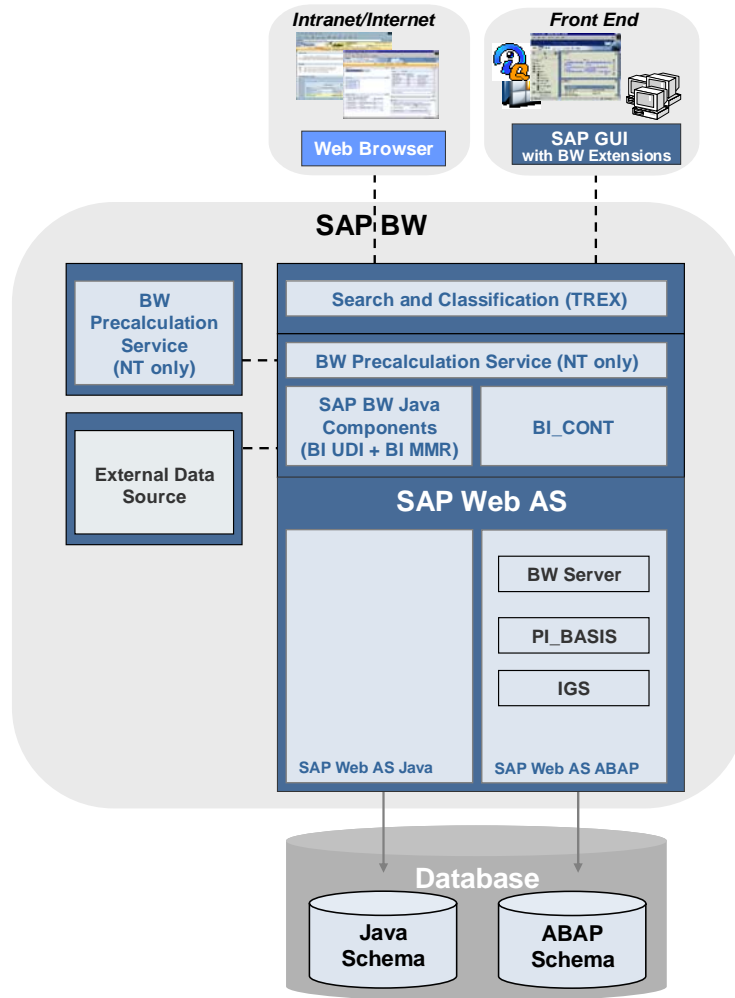 Intranet/Internet
Front End
Web Browser
SAP GUI
with BW Extensions
SAP BW
BW
Precalculation
Service
(NT only)
Search and Classification (TREX)
BW Precalculation Service (NT only)
SAP BW Java
Components
(BI UDI + BI MMR)
BI_CONT
External Data
Source
SAP Web AS
BW Server
PI_BASIS
IGS
SAP Web AS Java
SAP Web AS ABAP
Database
Java
Schema
ABAP
Schema